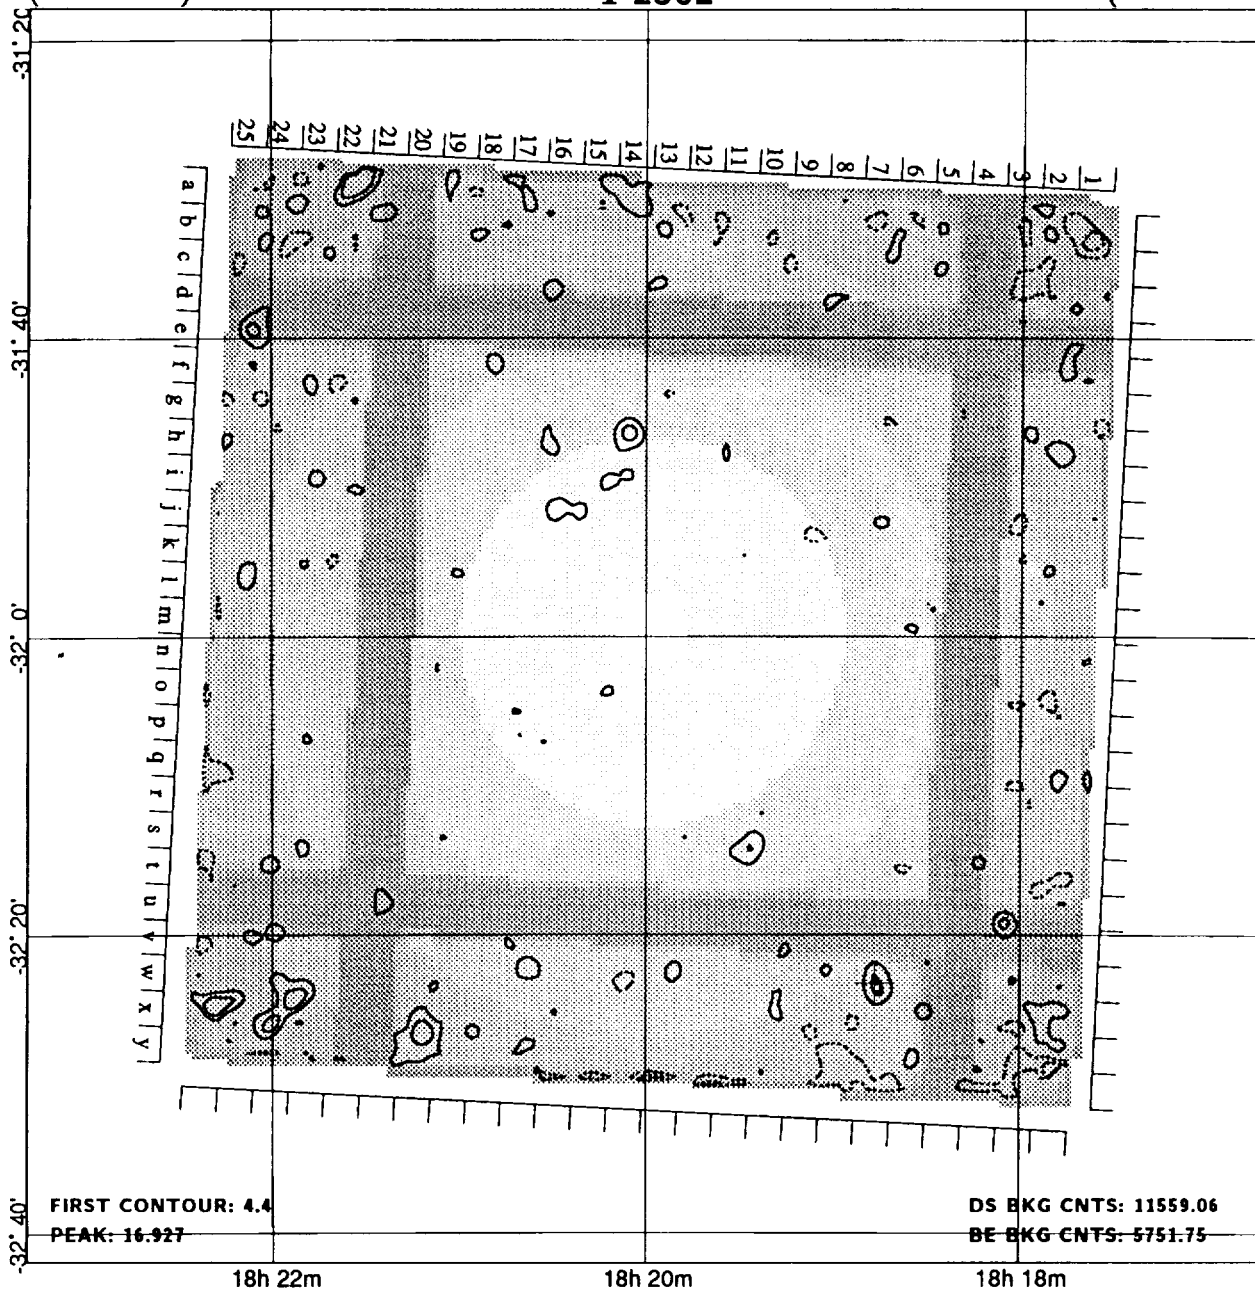 -31° 20'
25 24 23 22 21 20 19 18 17 16 15 14 13 12 11 10 9 8 7 6 5 4 3 2 1
a b c d e f g h i j k l m n o p q r s t u v w x y
-31° 40'
-32° 0'
-32° 20'
-32° 40'
FIRST CONTOUR: 4.4
PEAK: 16.927
DS BKG CNTS: 11559.06
BE BKG CNTS: 5751.75
18h 22m 18h 20m 18h 18m